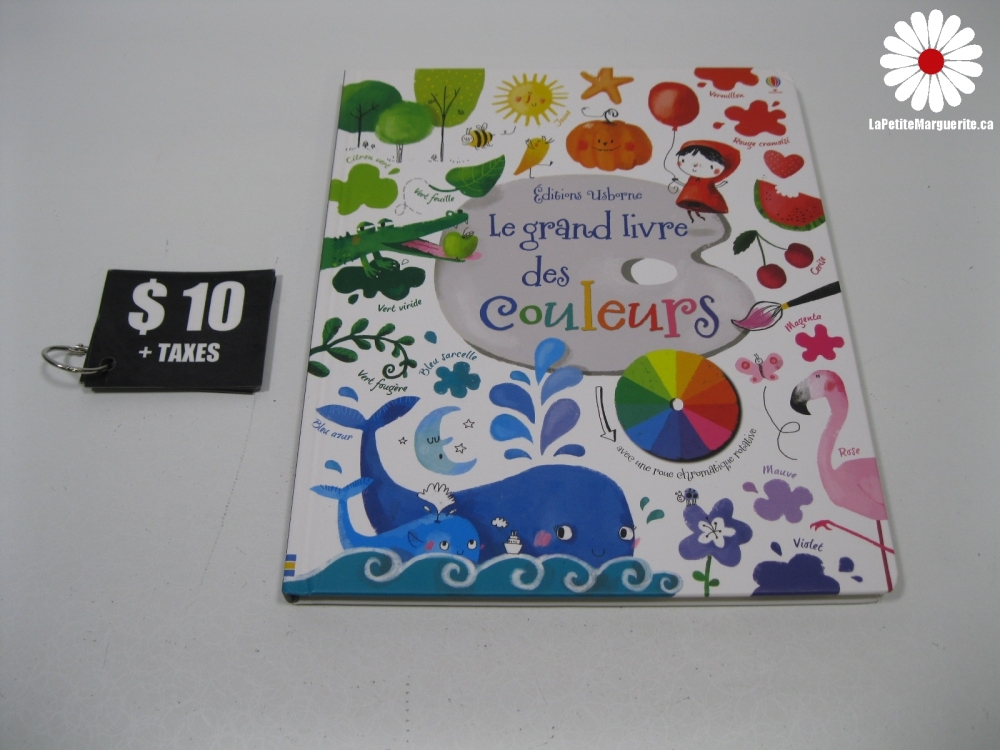 LaPetiteMarguerite.ca
$ 10
+ TAXES
Éditions Usborne
Le grand livre
des
couleurs
avec une roue chromatique rotative
Vermillon
Rouge cramoisi
Citron vert
Vert feuille
Cerise
Vert viride
Magenta
Bleu sarcelle
Vert fougère
Bleu azur
Rose
Mauve
Violet